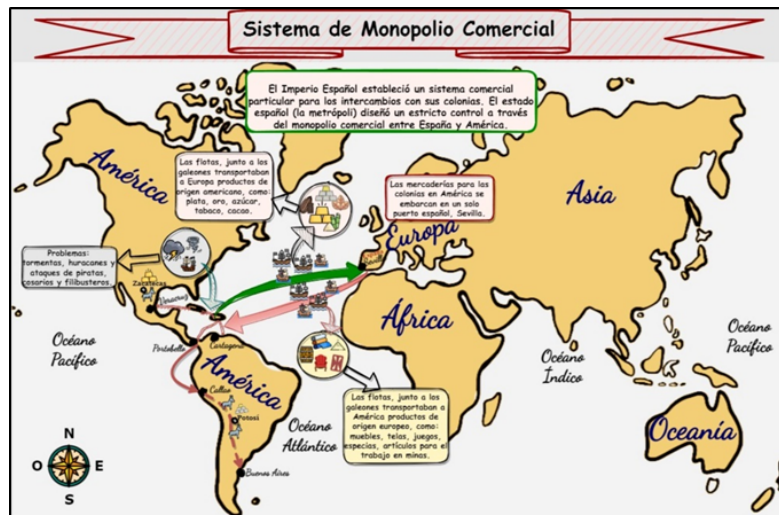 Sistema de Monopolio Comercial
El Imperio Español estableció un sistema comercial
particular para los intercambios con sus colonias. El estado
español (la metrópoli) diseñó un estricto control a través
del monopolio comercial entre España y América.
América
Las flotas, junto a los
galeones transportaban
a Europa productos de
origen americano, como:
plata, oro, azúcar,
tabaco, cacao.
Las mercaderías para las
colonias en América se
embarcan en un solo
puerto español, Sevilla.
Asia
Europa
Problemas:
tormentas, huracanes y
ataques de piratas,
cosarios y filibusteros.
Zacatecas
Veracruz
África
Océano
Pacífico
Portobello
Cartagena
Océano
Índico
Océano
Pacífico
América
Callao
Potosí
Las flotas, junto a los
galeones transportaban a
América productos de
origen europeo, como:
muebles, telas, juegos,
especias, artículos para el
trabajo en minas.
Océano
Atlántico
Oceanía
Buenos Aires
N
O
E
S